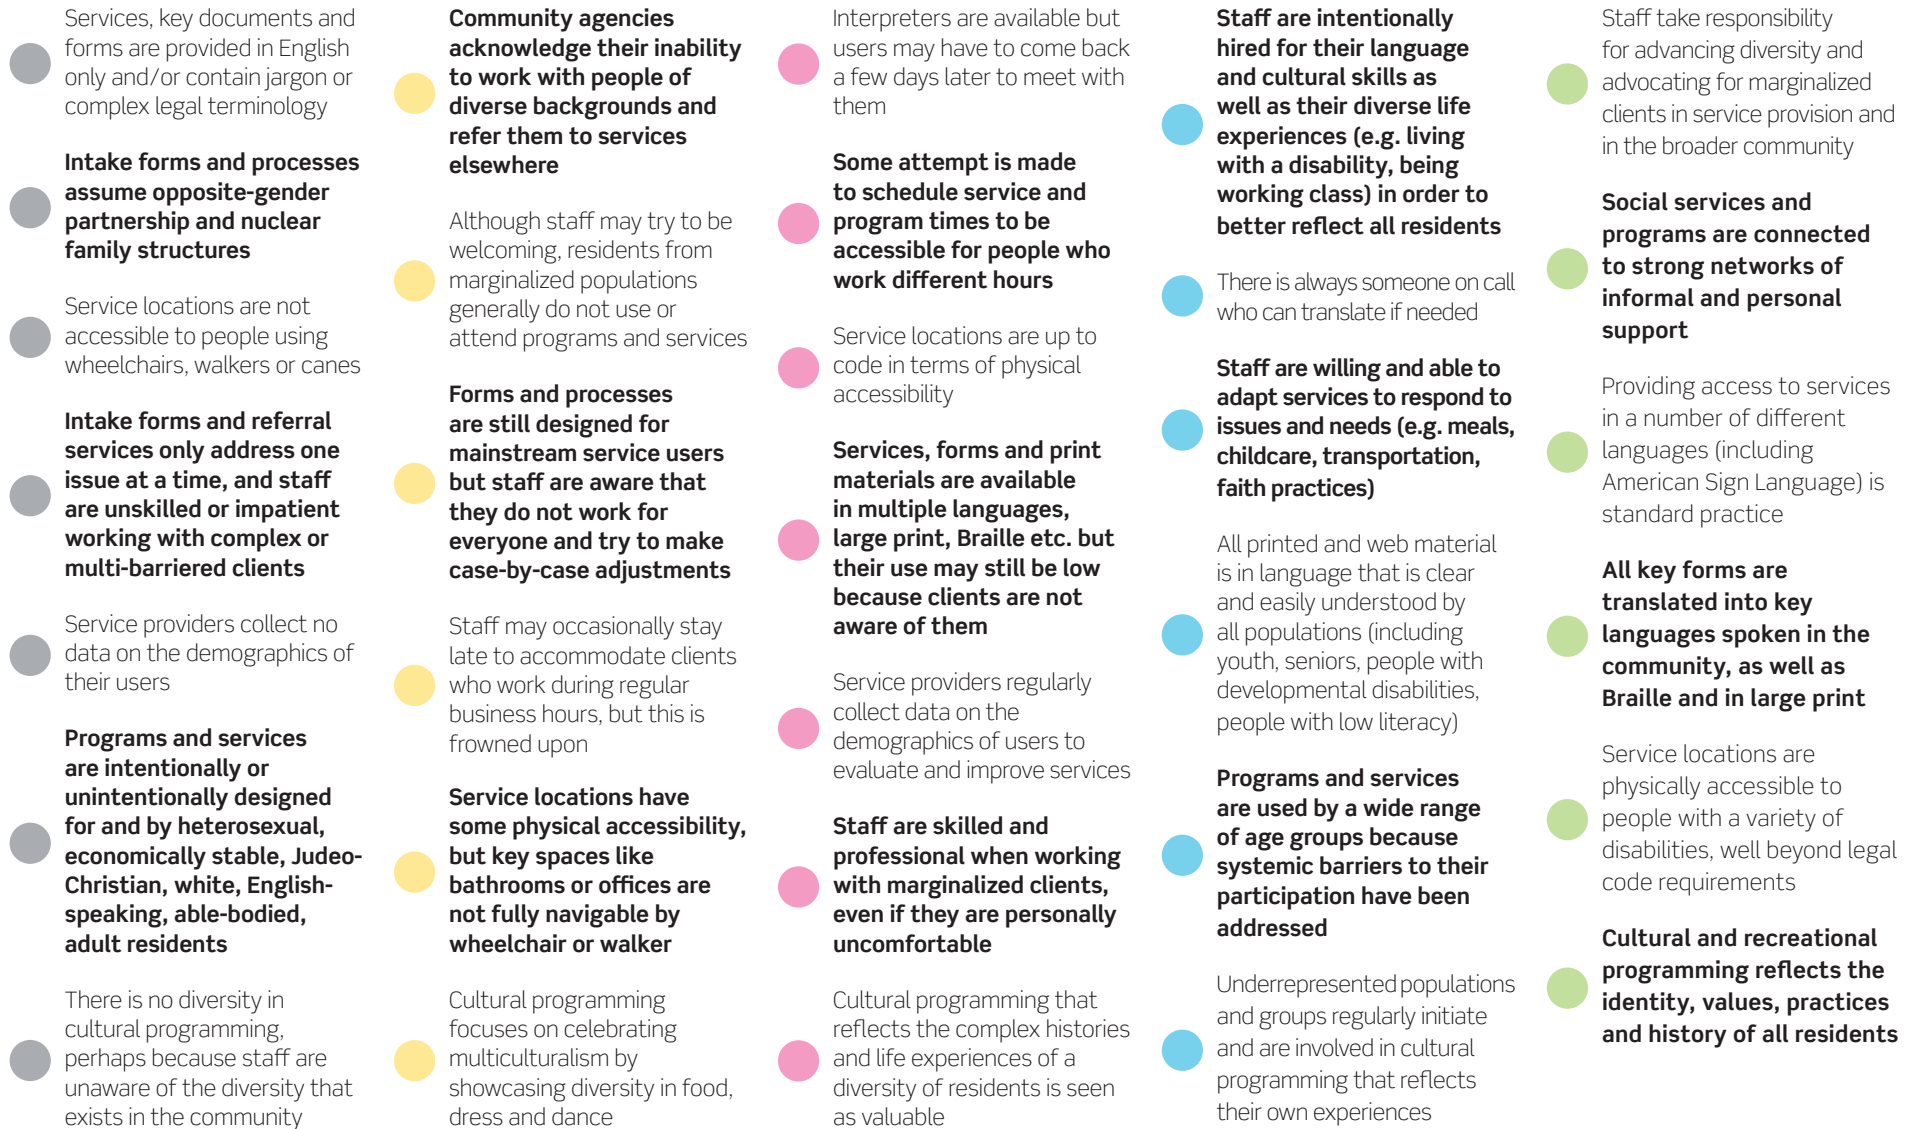 Services, key documents and
forms are provided in English
only and/or contain jargon or
complex legal terminology
Intake forms and processes
assume opposite-gender
partnership and nuclear
family structures
Service locations are not
accessible to people using
wheelchairs, walkers or canes
Intake forms and referral
services only address one
issue at a time, and staff
are unskilled or impatient
working with complex or
multi-barriered clients
Service providers collect no
data on the demographics of
their users
Programs and services
are intentionally or
unintentionally designed
for and by heterosexual,
economically stable, Judeo-
Christian, white, English-
speaking, able-bodied,
adult residents
There is no diversity in
cultural programming,
perhaps because staff are
unaware of the diversity that
exists in the community
Community agencies
acknowledge their inability
to work with people of
diverse backgrounds and
refer them to services
elsewhere
Although staff may try to be
welcoming, residents from
marginalized populations
generally do not use or
attend programs and services
Forms and processes
are still designed for
mainstream service users
but staff are aware that
they do not work for
everyone and try to make
case-by-case adjustments
Staff may occasionally stay
late to accommodate clients
who work during regular
business hours, but this is
frowned upon
Service locations have
some physical accessibility,
but key spaces like
bathrooms or offices are
not fully navigable by
wheelchair or walker
Cultural programming
focuses on celebrating
multiculturalism by
showcasing diversity in food,
dress and dance
Interpreters are available but
users may have to come back
a few days later to meet with
them
Some attempt is made
to schedule service and
program times to be
accessible for people who
work different hours
Service locations are up to
code in terms of physical
accessibility
Services, forms and print
materials are available
in multiple languages,
large print, Braille etc. but
their use may still be low
because clients are not
aware of them
Service providers regularly
collect data on the
demographics of users to
evaluate and improve services
Staff are skilled and
professional when working
with marginalized clients,
even if they are personally
uncomfortable
Cultural programming that
reflects the complex histories
and life experiences of a
diversity of residents is seen
as valuable
Staff are intentionally
hired for their language
and cultural skills as
well as their diverse life
experiences (e.g. living
with a disability, being
working class) in order to
better reflect all residents
There is always someone on call
who can translate if needed
Staff are willing and able to
adapt services to respond to
issues and needs (e.g. meals,
childcare, transportation,
faith practices)
All printed and web material
is in language that is clear
and easily understood by
all populations (including
youth, seniors, people with
developmental disabilities,
people with low literacy)
Programs and services
are used by a wide range
of age groups because
systemic barriers to their
participation have been
addressed
Underrepresented populations
and groups regularly initiate
and are involved in cultural
programming that reflects
their own experiences
Staff take responsibility
for advancing diversity and
advocating for marginalized
clients in service provision and
in the broader community
Social services and
programs are connected
to strong networks of
informal and personal
support
Providing access to services
in a number of different
languages (including
American Sign Language) is
standard practice
All key forms are
translated into key
languages spoken in the
community, as well as
Braille and in large print
Service locations are
physically accessible to
people with a variety of
disabilities, well beyond legal
code requirements
Cultural and recreational
programming reflects the
identity, values, practices
and history of all residents